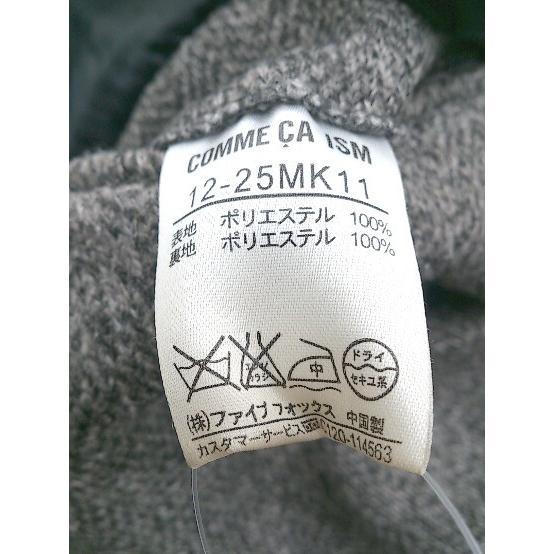 COMME ÇA ISM
12-25MK11
表地 ポリエステル 100%
裏地 ポリエステル 100%
中
ドライ
セキユ系
(株)ファイブフォックス 中国製
カスタマーサービス 0120-114563